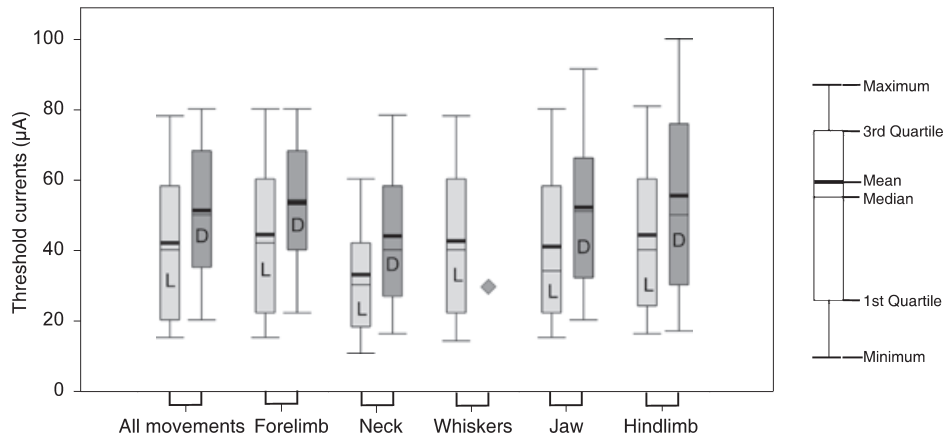 Threshold currents (µA)
100
80
60
40
20
0
L
D
L
D
L
D
L
L
D
L
D
All movements
Forelimb
Neck
Whiskers
Jaw
Hindlimb
Maximum
3rd Quartile
Mean
Median
1st Quartile
Minimum